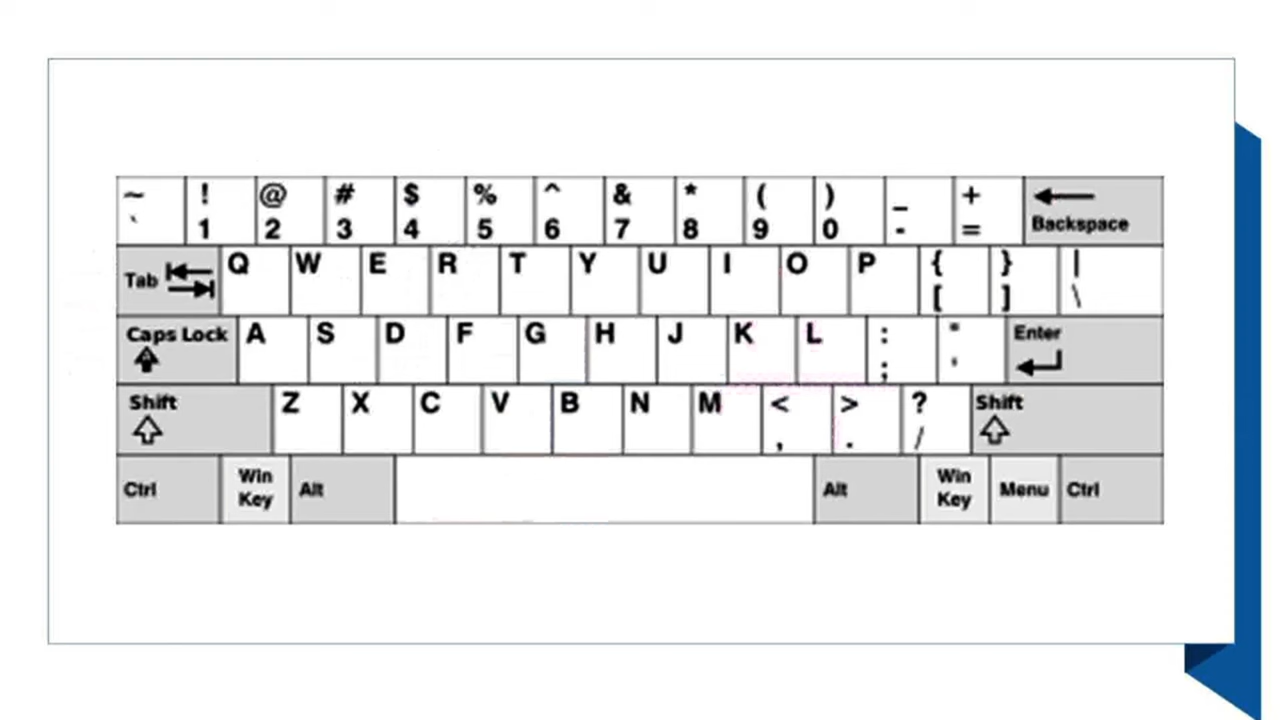 ~ ! @ # $ % ^ & * ( ) _ +
` 1 2 3 4 5 6 7 8 9 0 - = Backspace
Tab Q W E R T Y U I O P { } |
[ ] \
Caps Lock A S D F G H J K L : " Enter
; '
Shift Z X C V B N M < > ? Shift
, . /
Ctrl Win Key Alt Alt Win Key Menu Ctrl